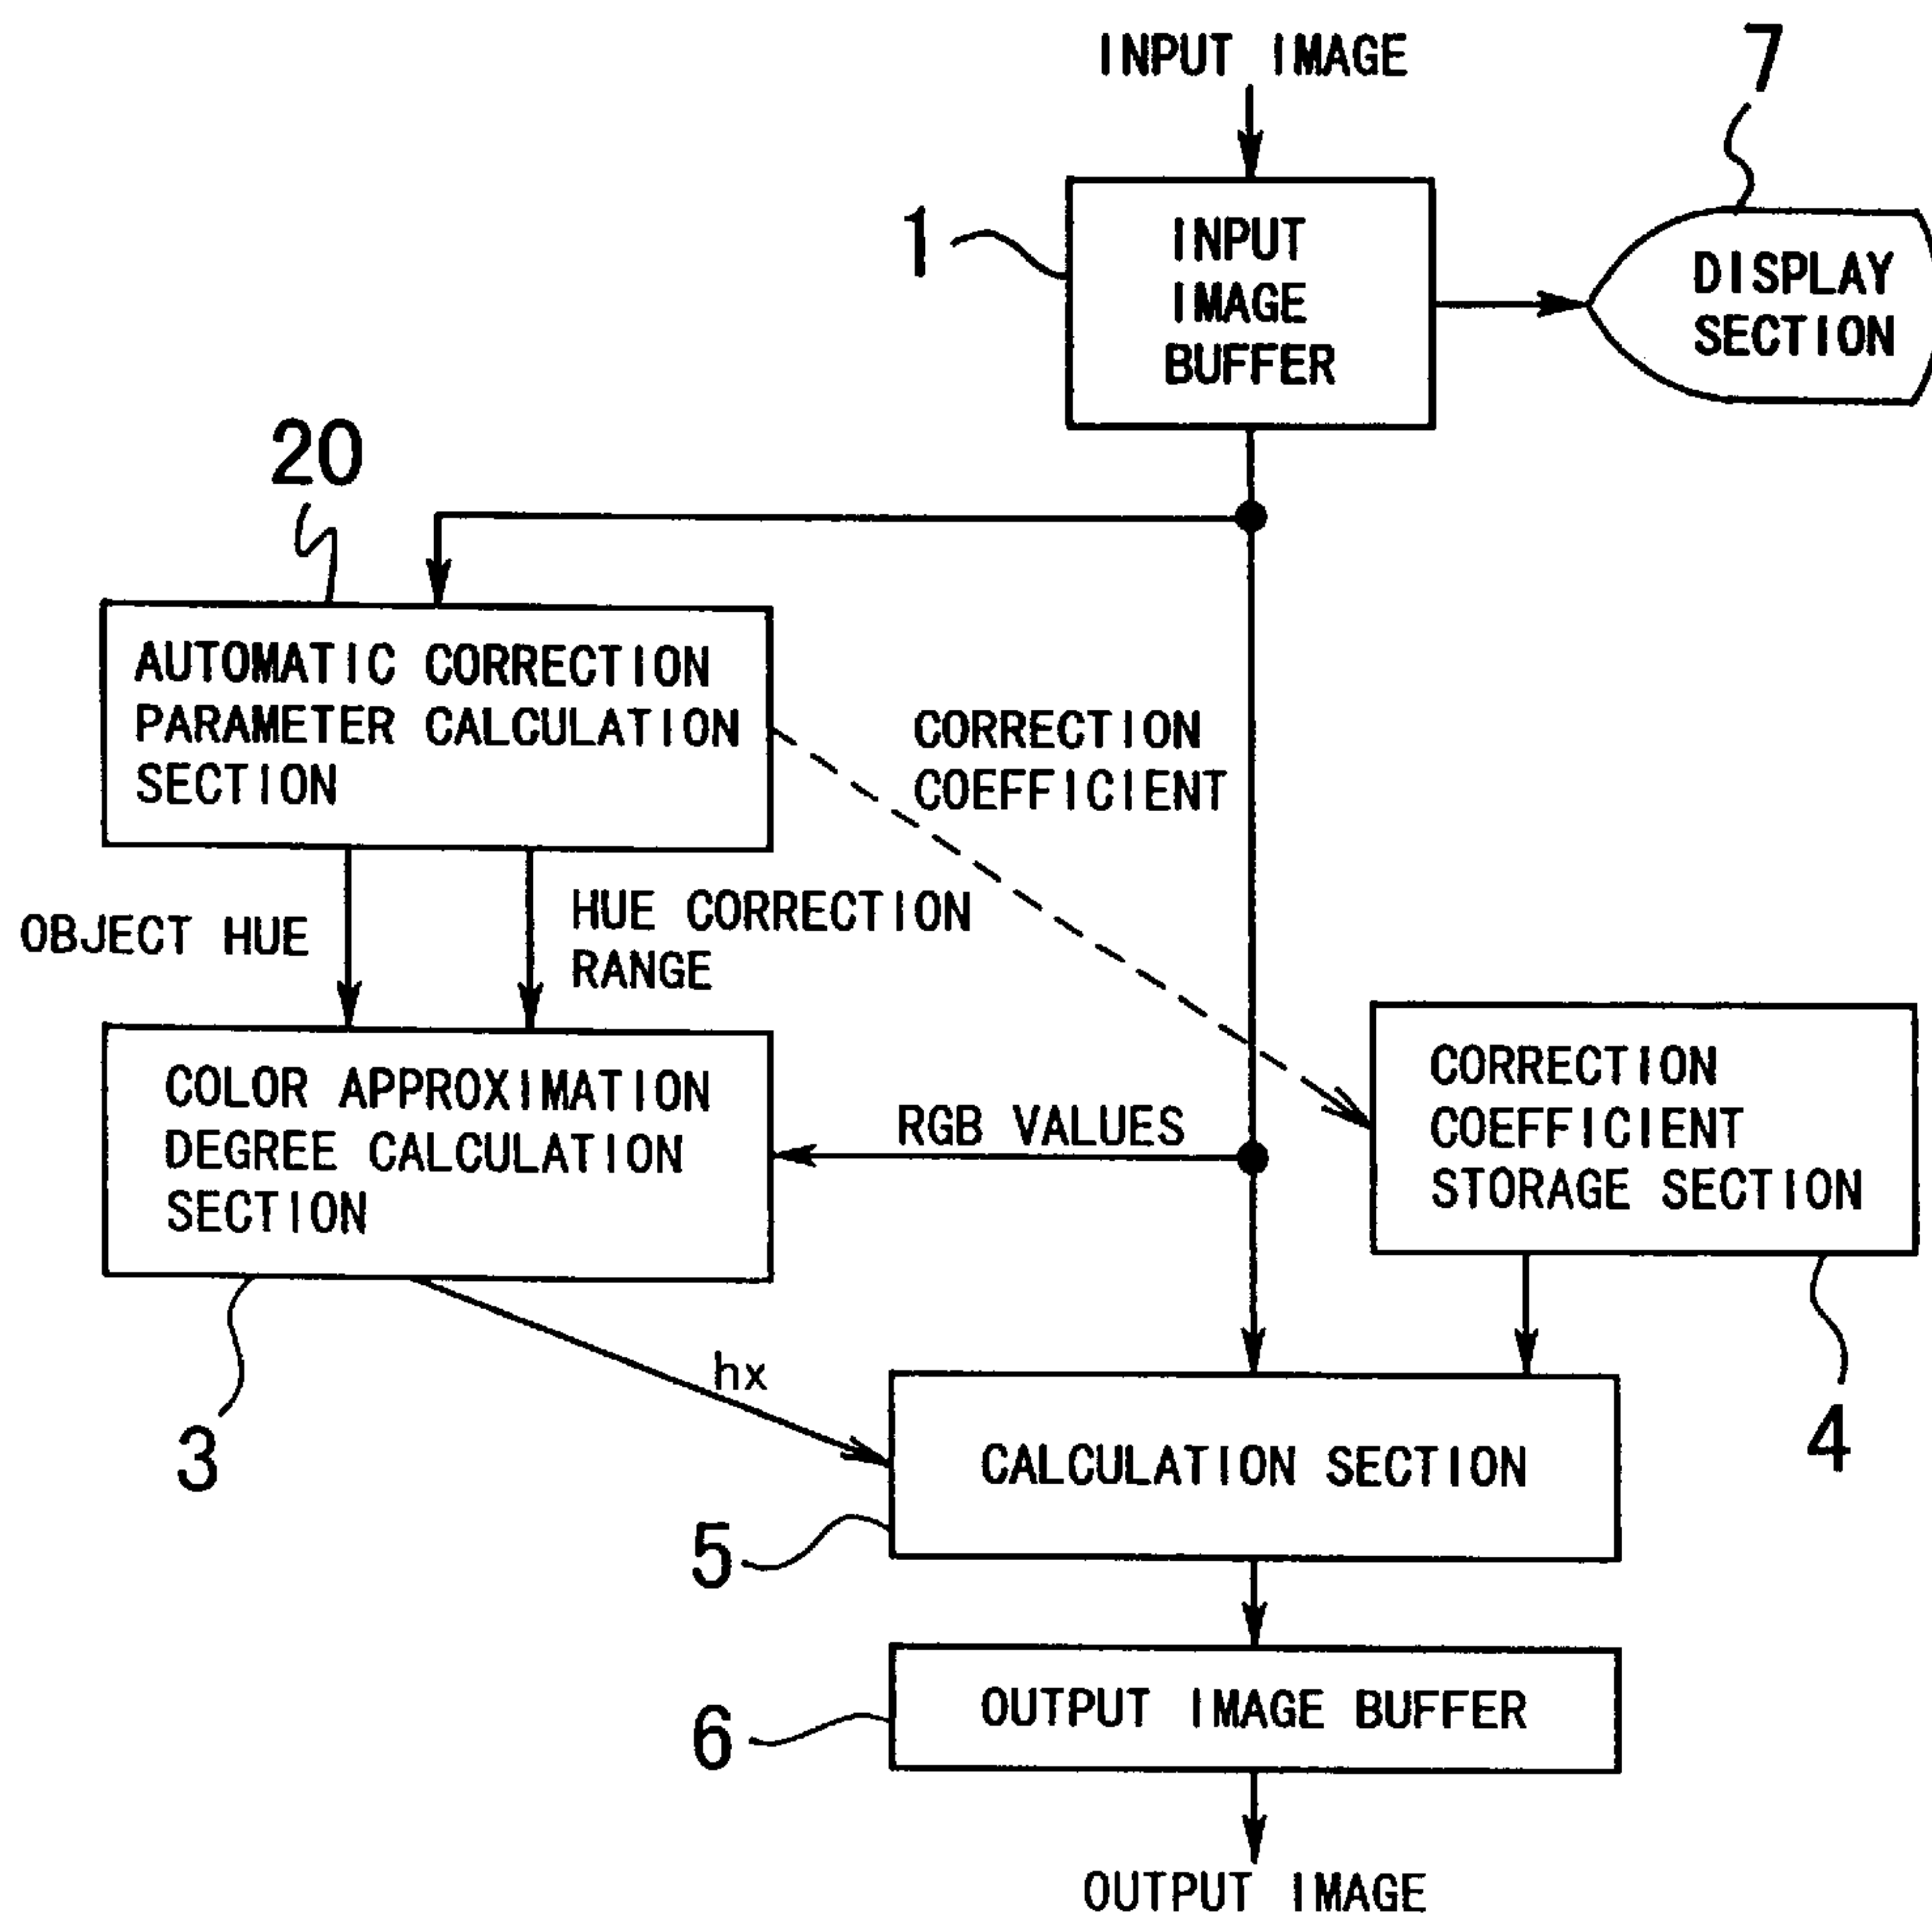 INPUT IMAGE
7
1
INPUT
IMAGE
BUFFER
DISPLAY
SECTION
20
AUTOMATIC CORRECTION
PARAMETER CALCULATION
SECTION
CORRECTION
COEFFICIENT
OBJECT HUE
HUE CORRECTION
RANGE
COLOR APPROXIMATION
DEGREE CALCULATION
SECTION
RGB VALUES
CORRECTION
COEFFICIENT
STORAGE SECTION
hx
3
4
CALCULATION SECTION
5
OUTPUT IMAGE BUFFER
6
OUTPUT IMAGE